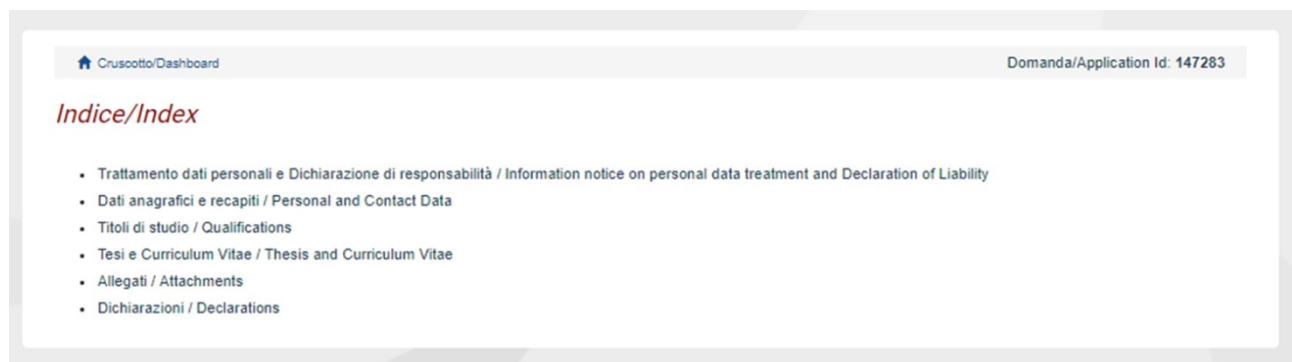 Cruscotto/Dashboard Domanda/Application Id: 147283
Indice/Index
• Trattamento dati personali e Dichiarazione di responsabilità / Information notice on personal data treatment and Declaration of Liability
• Dati anagrafici e recapiti / Personal and Contact Data
• Titoli di studio / Qualifications
• Tesi e Curriculum Vitae / Thesis and Curriculum Vitae
• Allegati / Attachments
• Dichiarazioni / Declarations